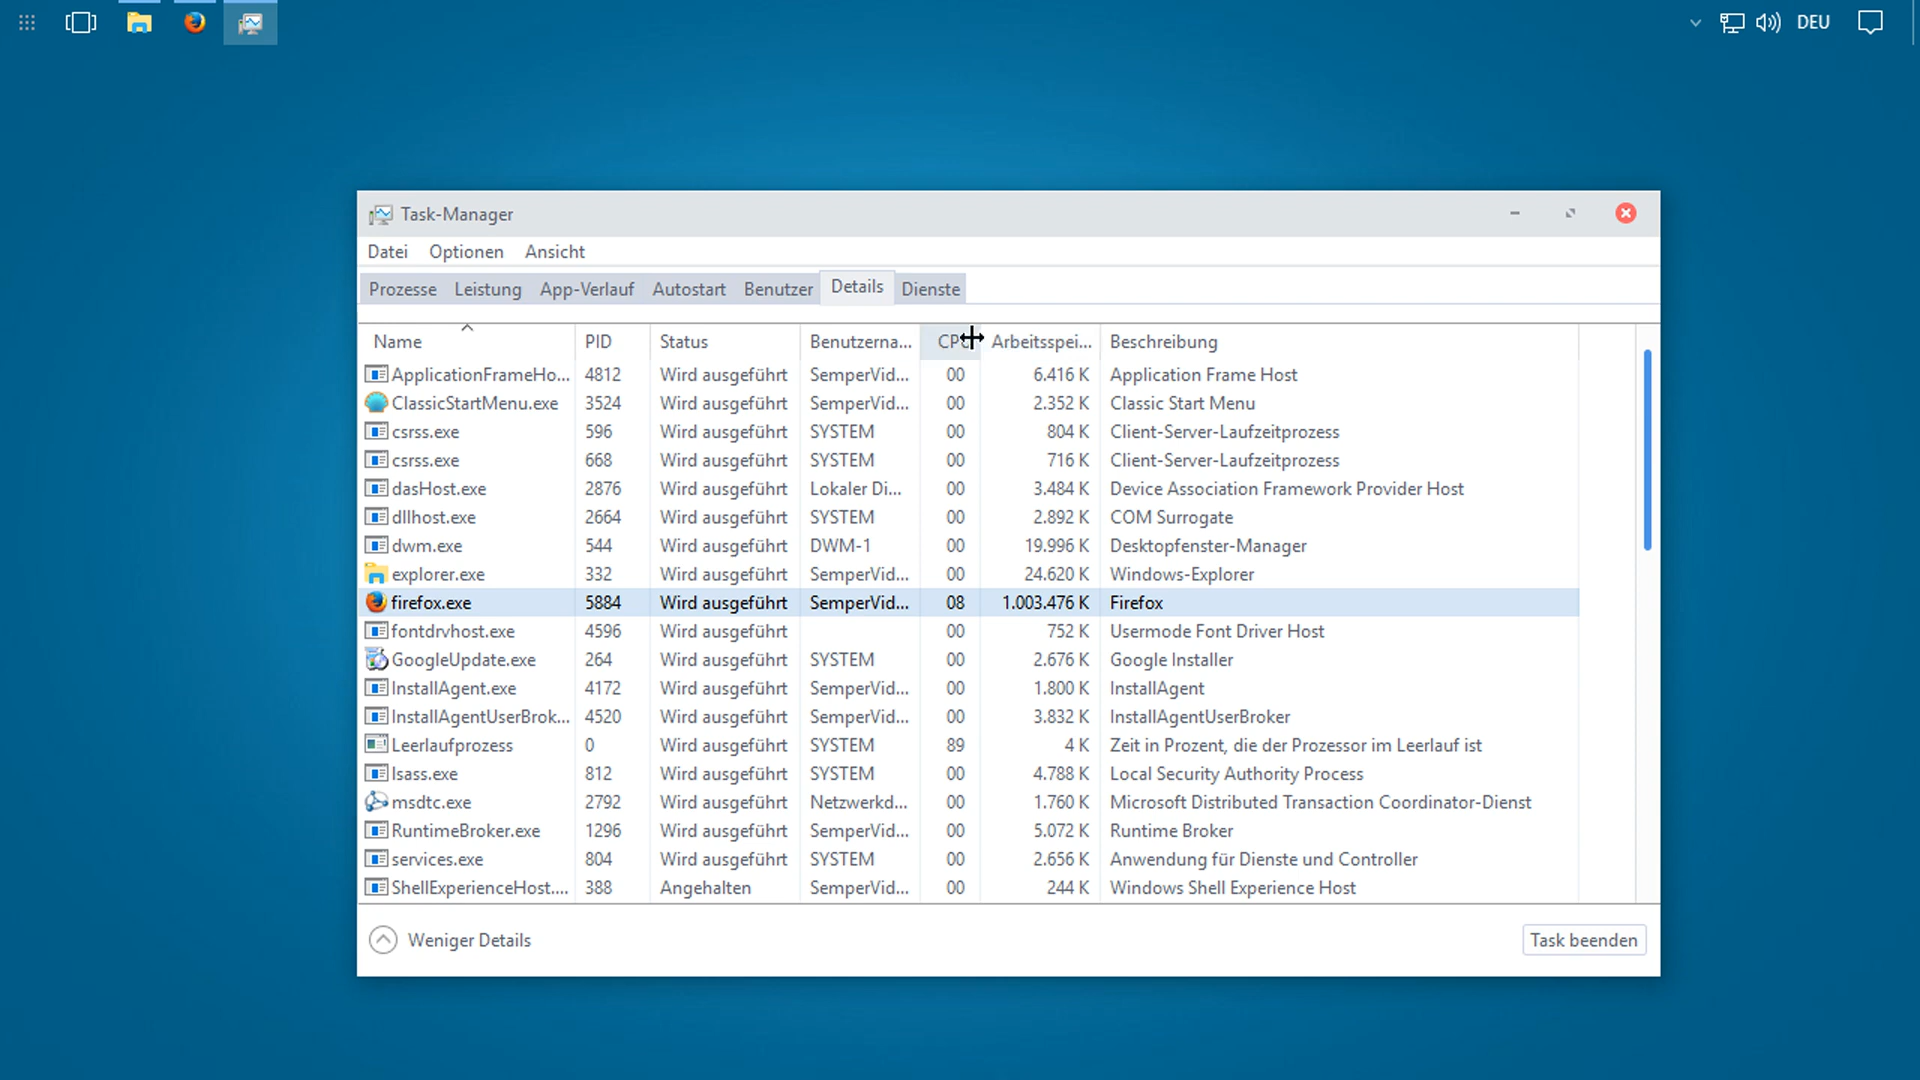 DEU
Task-Manager
Datei Optionen Ansicht
Prozesse Leistung App-Verlauf Autostart Benutzer Details Dienste
Name PID Status Benutzerna... CPU Arbeitsspei... Beschreibung
ApplicationFrameHo... 4812 Wird ausgeführt SemperVid... 00 6.416 K Application Frame Host
ClassicStartMenu.exe 3524 Wird ausgeführt SemperVid... 00 2.352 K Classic Start Menu
csrss.exe 596 Wird ausgeführt SYSTEM 00 804 K Client-Server-Laufzeitprozess
csrss.exe 668 Wird ausgeführt SYSTEM 00 716 K Client-Server-Laufzeitprozess
dasHost.exe 2876 Wird ausgeführt Lokaler Di... 00 3.484 K Device Association Framework Provider Host
dllhost.exe 2664 Wird ausgeführt SYSTEM 00 2.892 K COM Surrogate
dwm.exe 544 Wird ausgeführt DWM-1 00 19.996 K Desktopfenster-Manager
explorer.exe 332 Wird ausgeführt SemperVid... 00 24.620 K Windows-Explorer
firefox.exe 5884 Wird ausgeführt SemperVid... 08 1.003.476 K Firefox
fontdrvhost.exe 4596 Wird ausgeführt 00 752 K Usermode Font Driver Host
GoogleUpdate.exe 264 Wird ausgeführt SYSTEM 00 2.676 K Google Installer
InstallAgent.exe 4172 Wird ausgeführt SemperVid... 00 1.800 K InstallAgent
InstallAgentUserBrok... 4520 Wird ausgeführt SemperVid... 00 3.832 K InstallAgentUserBroker
Leerlaufprozess 0 Wird ausgeführt SYSTEM 89 4 K Zeit in Prozent, die der Prozessor im Leerlauf ist
lsass.exe 812 Wird ausgeführt SYSTEM 00 4.788 K Local Security Authority Process
msdtc.exe 2792 Wird ausgeführt Netzwerkd... 00 1.760 K Microsoft Distributed Transaction Coordinator-Dienst
RuntimeBroker.exe 1296 Wird ausgeführt SemperVid... 00 5.072 K Runtime Broker
services.exe 804 Wird ausgeführt SYSTEM 00 2.656 K Anwendung für Dienste und Controller
ShellExperienceHost.... 388 Angehalten SemperVid... 00 244 K Windows Shell Experience Host
Weniger Details Task beenden